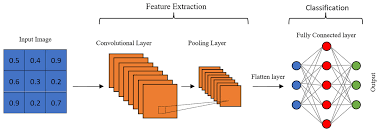 Feature Extraction
Classification
Input Image
Convolutional Layer
Pooling Layer
Fully Connected layer
0.5 0.4 0.9
0.6 0.3 0.2
0.9 0.2 0.7
Flatten layer
Output